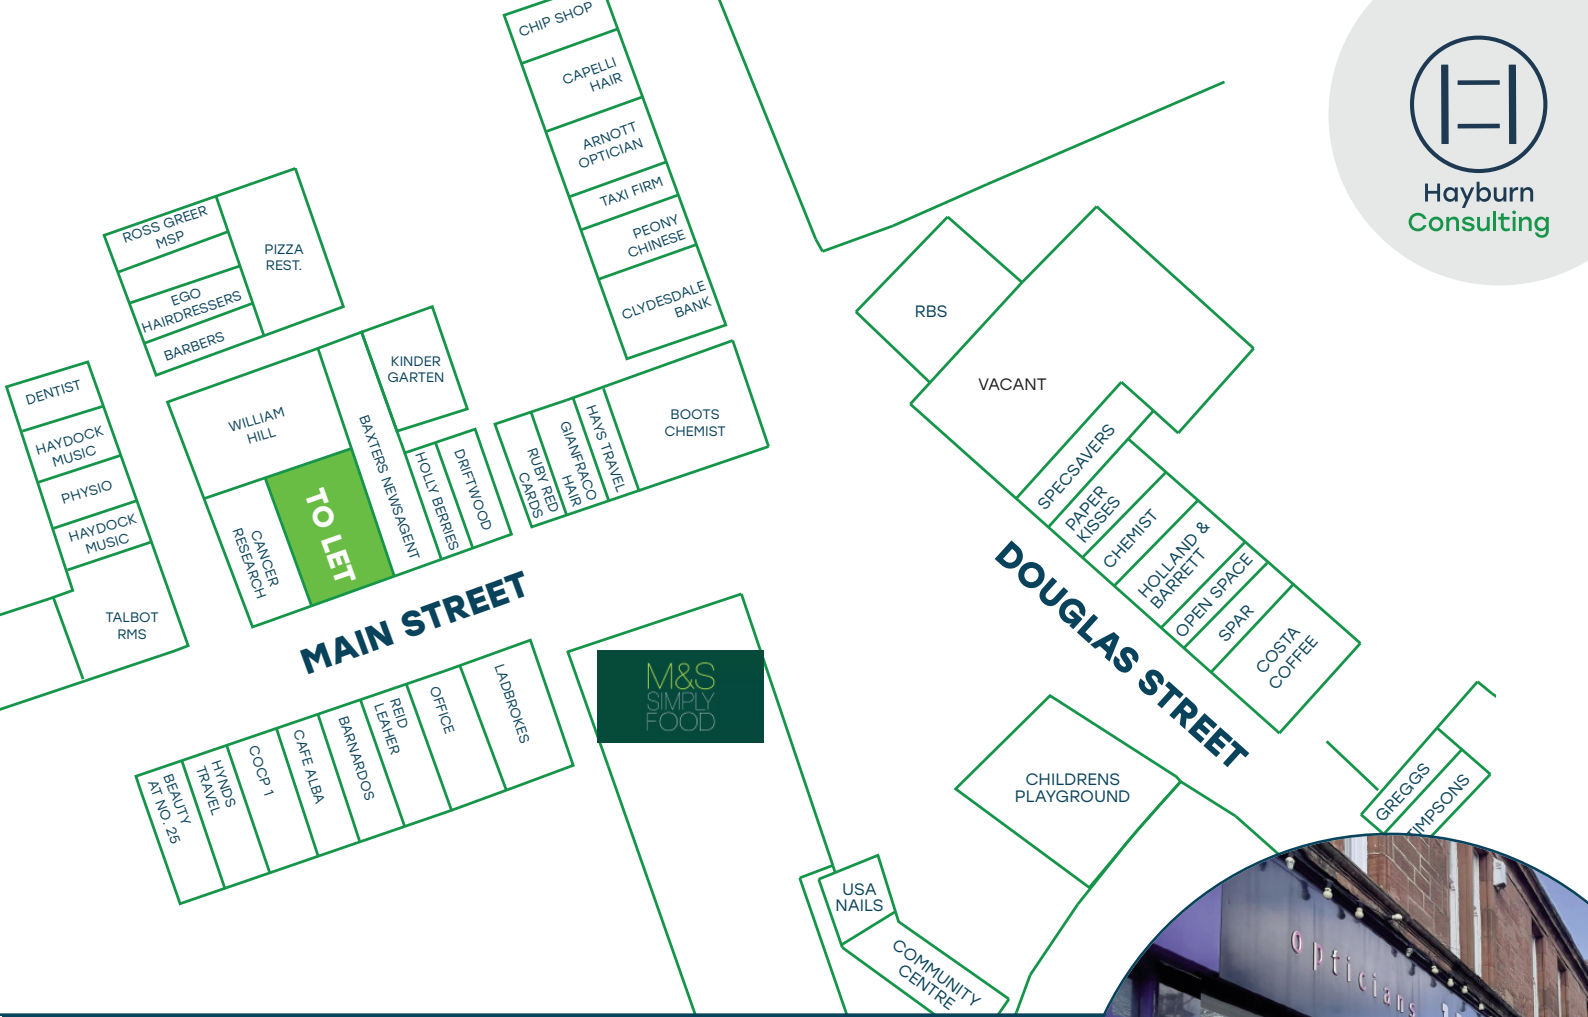 CHIP SHOP
CAPELLI
HAIR
ARNOTT
OPTICIAN
TAXI FIRM
PEONY
CHINESE
CLYDESDALE
BANK
Hayburn
Consulting
ROSS GREER
MSP
PIZZA
REST.
EGO
HAIRDRESSERS
BARBERS
DENTIST
HAYDOCK
MUSIC
PHYSIO
HAYDOCK
MUSIC
TALBOT
RMS
WILLIAM
HILL
KINDER
GARTEN
BAXTERS NEWSAGENT
TO LET
CANCER
RESEARCH
HOLLY BERRIES
DRIFTWOOD
RUBY RED
CARDS
GIANFRACO
HAIR
HAYS TRAVEL
BOOTS
CHEMIST
MAIN STREET
RBS
VACANT
SPECSAVERS
PAPER
KISSES
CHEMIST
HOLLAND &
BARRETT
OPEN SPACE
SPAR
COSTA
COFFEE
DOUGLAS STREET
M&S
SIMPLY
FOOD
BEAUTY
AT NO. 25
HYNDS
TRAVEL
COCP 1
CAFE ALBA
BARNARDOS
REID
LEAHER
OFFICE
LADBROKES
CHILDRENS
PLAYGROUND
GREGGS
TIMPSONS
USA
NAILS
COMMUNITY
CENTRE
opticians